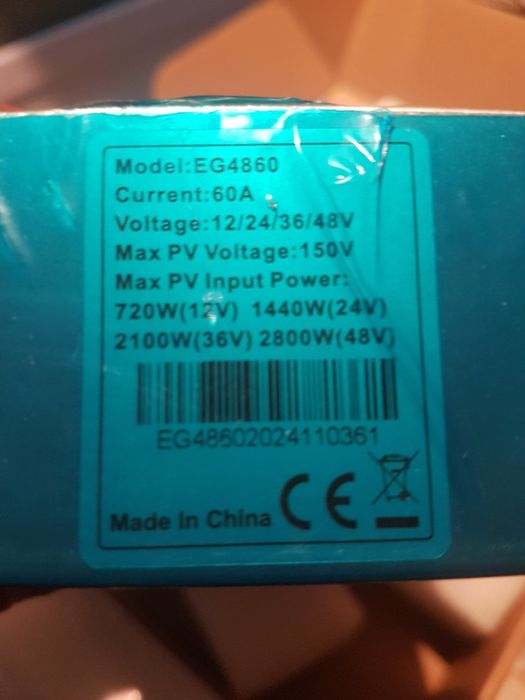 Model:EG4860
Current:60A
Voltage:12/24/36/48V
Max PV Voltage:150V
Max PV Input Power:
720W(12V) 1440W(24V)
2100W(36V) 2800W(48V)
EG48602024110361
Made In China CE